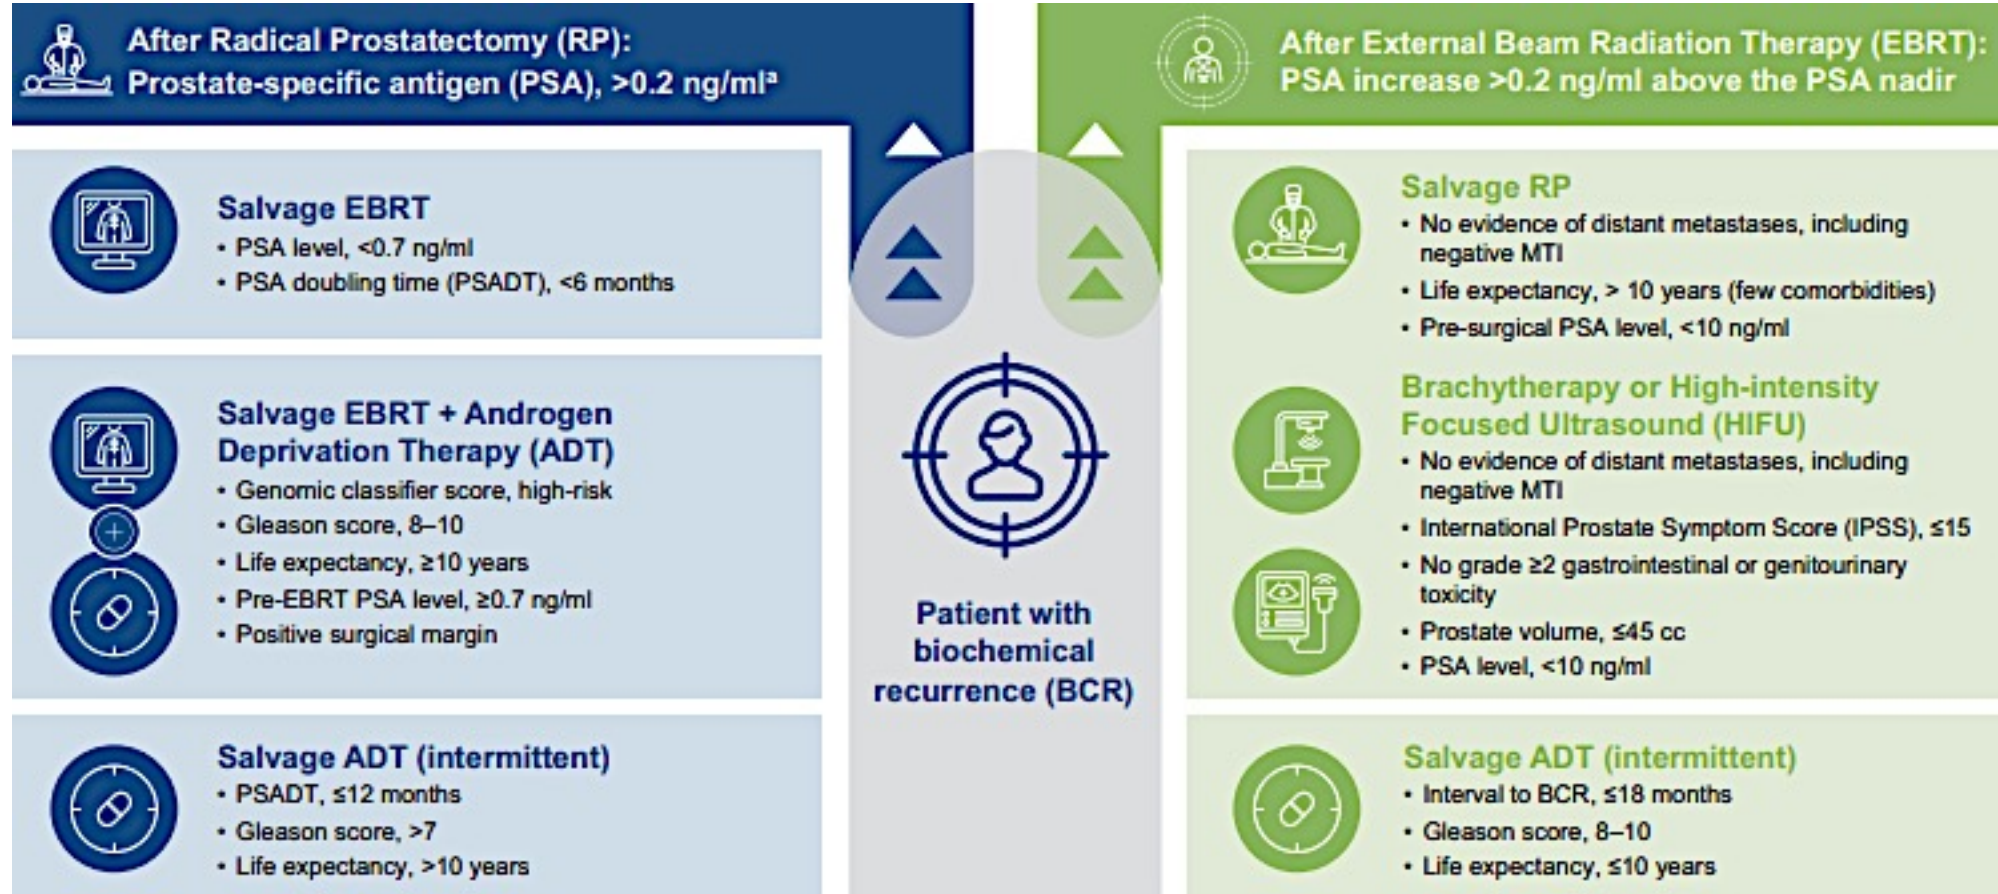 After Radical Prostatectomy (RP):
Prostate-specific antigen (PSA), >0.2 ng/mlᵃ
Salvage EBRT
• PSA level, <0.7 ng/ml
• PSA doubling time (PSADT), <6 months
Salvage EBRT + Androgen
Deprivation Therapy (ADT)
• Genomic classifier score, high-risk
• Gleason score, 8–10
• Life expectancy, ≥10 years
• Pre-EBRT PSA level, ≥0.7 ng/ml
• Positive surgical margin
Salvage ADT (intermittent)
• PSADT, ≤12 months
• Gleason score, >7
• Life expectancy, >10 years
Patient with
biochemical
recurrence (BCR)
After External Beam Radiation Therapy (EBRT):
PSA increase >0.2 ng/ml above the PSA nadir
Salvage RP
• No evidence of distant metastases, including
negative MTI
• Life expectancy, > 10 years (few comorbidities)
• Pre-surgical PSA level, <10 ng/ml
Brachytherapy or High-intensity
Focused Ultrasound (HIFU)
• No evidence of distant metastases, including
negative MTI
• International Prostate Symptom Score (IPSS), ≤15
• No grade ≥2 gastrointestinal or genitourinary
toxicity
• Prostate volume, ≤45 cc
• PSA level, <10 ng/ml
Salvage ADT (intermittent)
• Interval to BCR, ≤18 months
• Gleason score, 8–10
• Life expectancy, ≤10 years